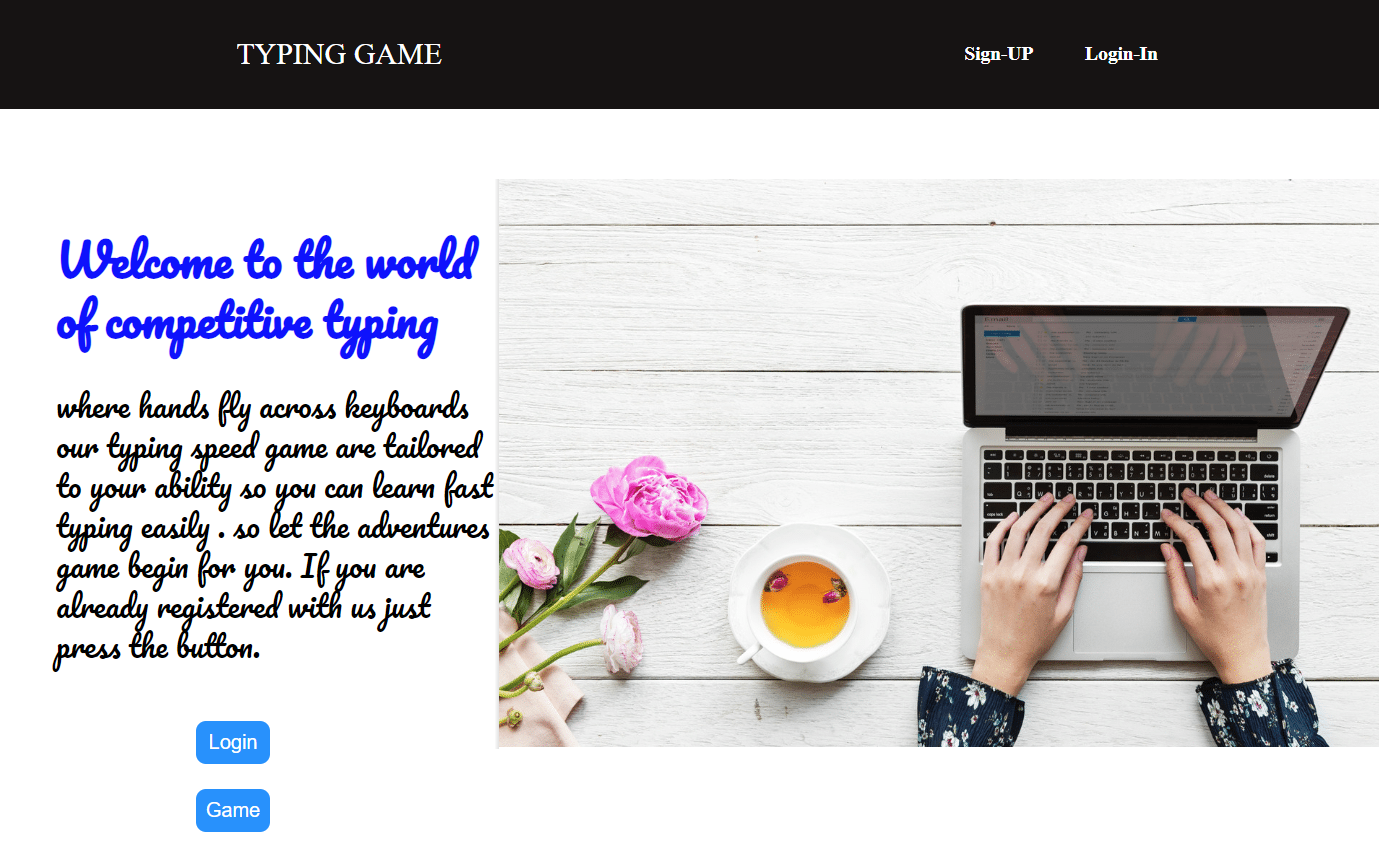 TYPING GAME
Sign-UP
Login-In
Welcome to the world
of competitive typing
where hands fly across keyboards
our typing speed game are tailored
to your ability so you can learn fast
typing easily . so let the adventures
game begin for you. If you are
already registered with us just
press the button.
Login
Game